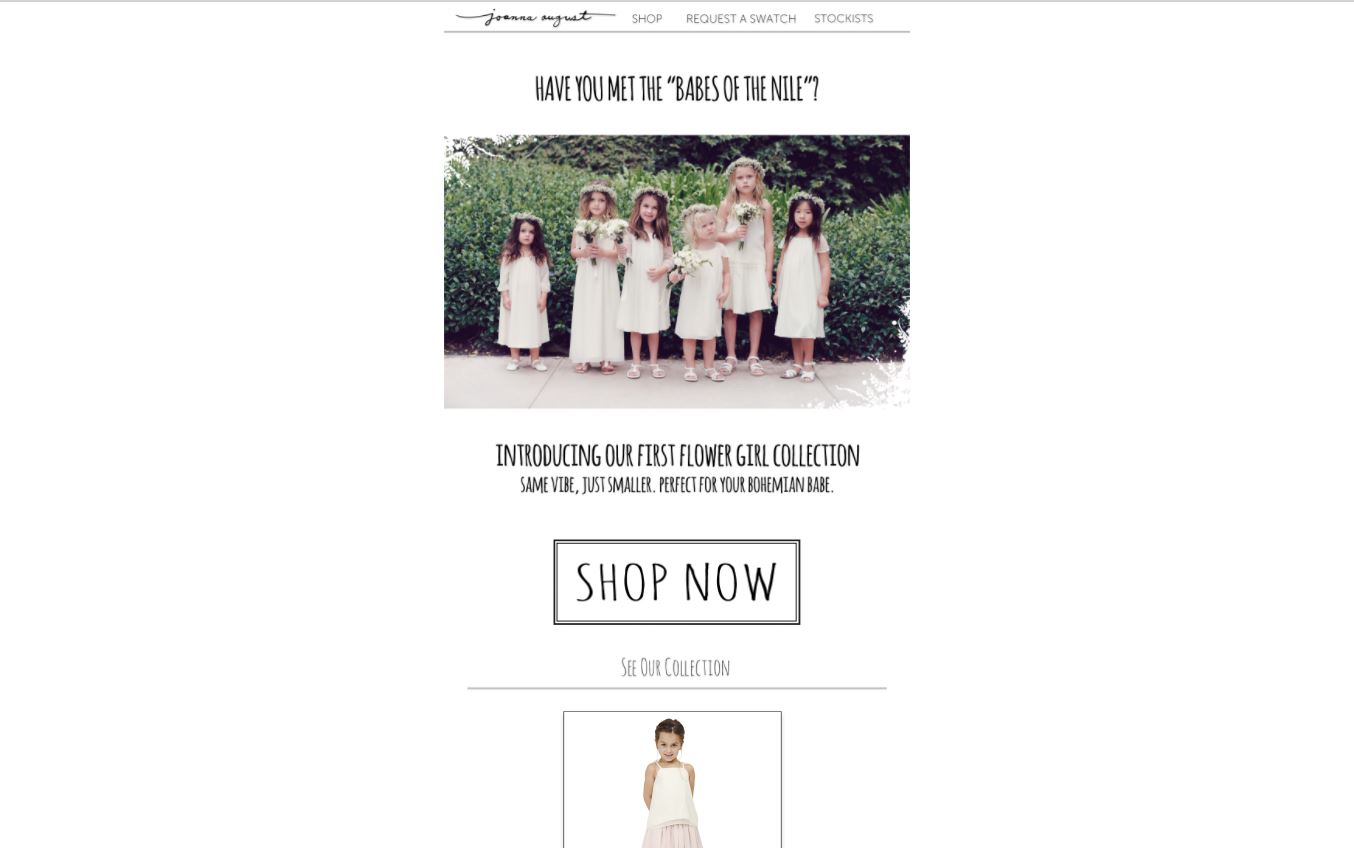 joanna august
SHOP REQUEST A SWATCH STOCKISTS
HAVE YOU MET THE “BABES OF THE NILE”?
INTRODUCING OUR FIRST FLOWER GIRL COLLECTION
SAME VIBE, JUST SMALLER. PERFECT FOR YOUR BOHEMIAN BABE.
SHOP NOW
SEE OUR COLLECTION